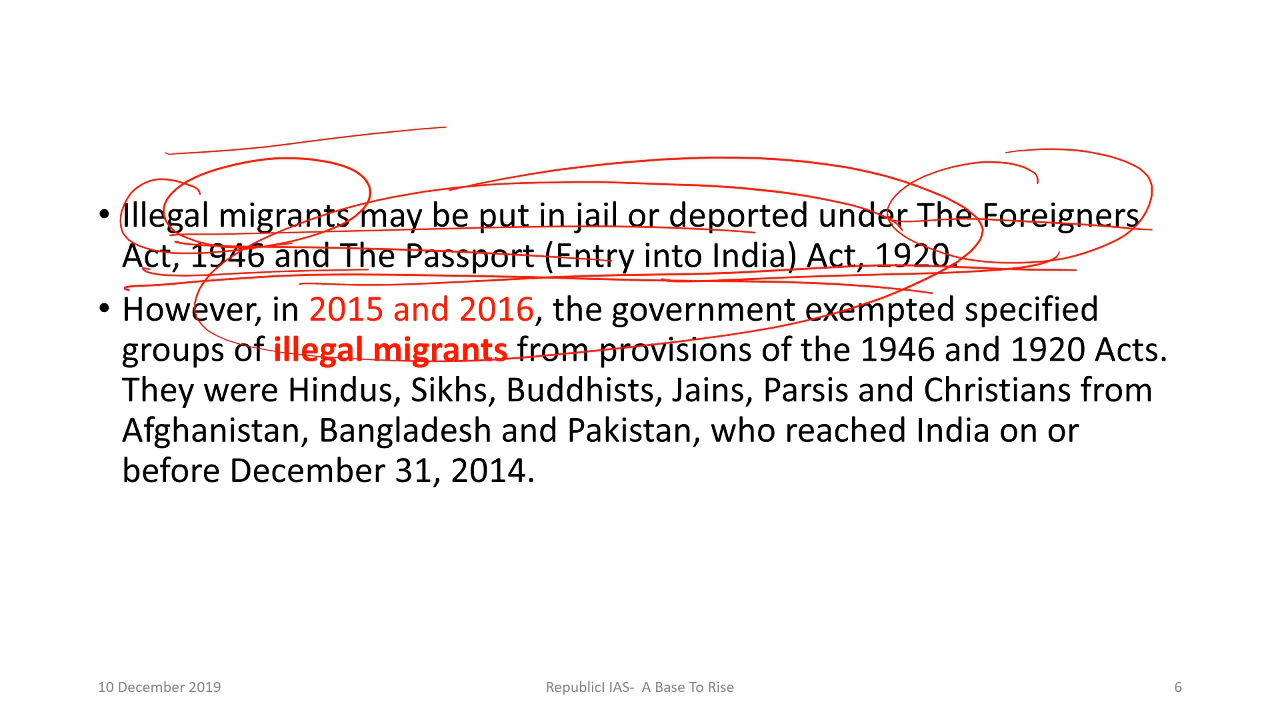 • Illegal migrants may be put in jail or deported under The Foreigners
Act, 1946 and The Passport (Entry into India) Act, 1920.
• However, in 2015 and 2016, the government exempted specified
groups of illegal migrants from provisions of the 1946 and 1920 Acts.
They were Hindus, Sikhs, Buddhists, Jains, Parsis and Christians from
Afghanistan, Bangladesh and Pakistan, who reached India on or
before December 31, 2014.
10 December 2019
RepublicI IAS- A Base To Rise
6